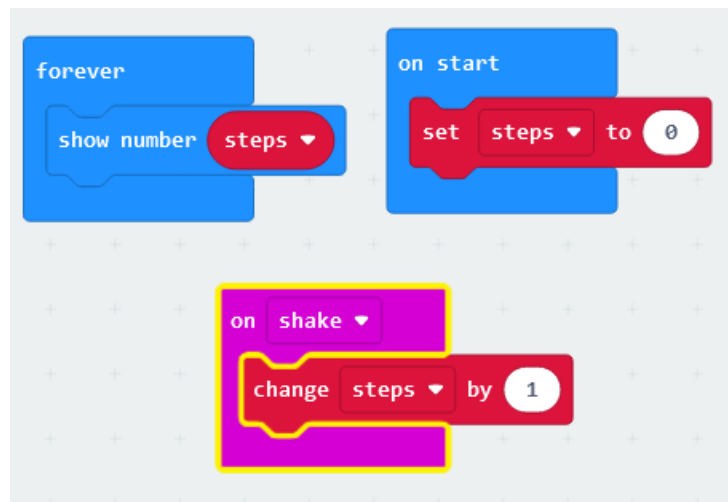 forever
show number steps
on start
set steps to 0
on shake
change steps by 1